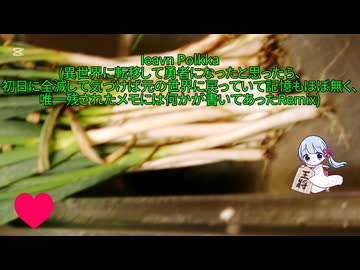 CapCut
Ieavn Polkka
(異世界に転移して勇者になったと思ったら、
初日に全滅して気づけば元の世界に戻っていて記憶もほぼ無く、
唯一残されたメモには何かが書いてあったRemix)
王将